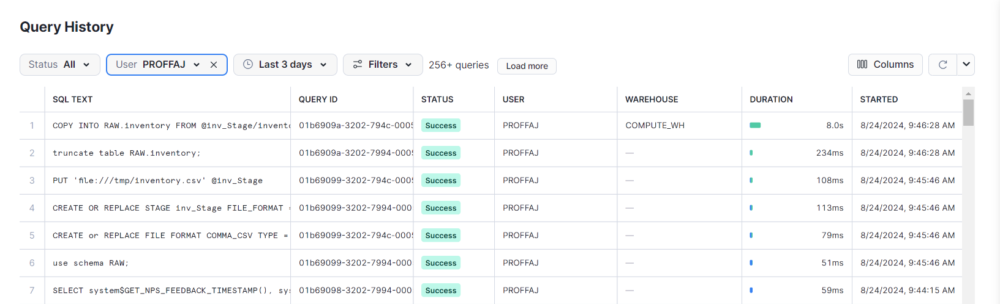 Query History
Status All User PROFFAJ Last 3 days Filters 256+ queries Load more Columns
SQL TEXT QUERY ID STATUS USER WAREHOUSE DURATION STARTED
1 COPY INTO RAW.inventory FROM @inv_Stage/invento 01b6909a-3202-794c-0005 Success PROFFAJ COMPUTE_WH 8.0s 8/24/2024, 9:46:28 AM
2 truncate table RAW.inventory; 01b6909a-3202-7994-0005 Success PROFFAJ — 234ms 8/24/2024, 9:46:28 AM
3 PUT 'file:///tmp/inventory.csv' @inv_Stage 01b69099-3202-794c-0005 Success PROFFAJ — 108ms 8/24/2024, 9:45:46 AM
4 CREATE OR REPLACE STAGE inv_Stage FILE_FORMAT = 01b69099-3202-7994-000 Success PROFFAJ — 113ms 8/24/2024, 9:45:46 AM
5 CREATE or REPLACE FILE FORMAT COMMA_CSV TYPE = 01b69099-3202-794c-0005 Success PROFFAJ — 79ms 8/24/2024, 9:45:46 AM
6 use schema RAW; 01b69099-3202-7994-000 Success PROFFAJ — 51ms 8/24/2024, 9:45:46 AM
7 SELECT system$GET_NPS_FEEDBACK_TIMESTAMP(), sys 01b69098-3202-7994-000 Success PROFFAJ — 59ms 8/24/2024, 9:44:15 AM